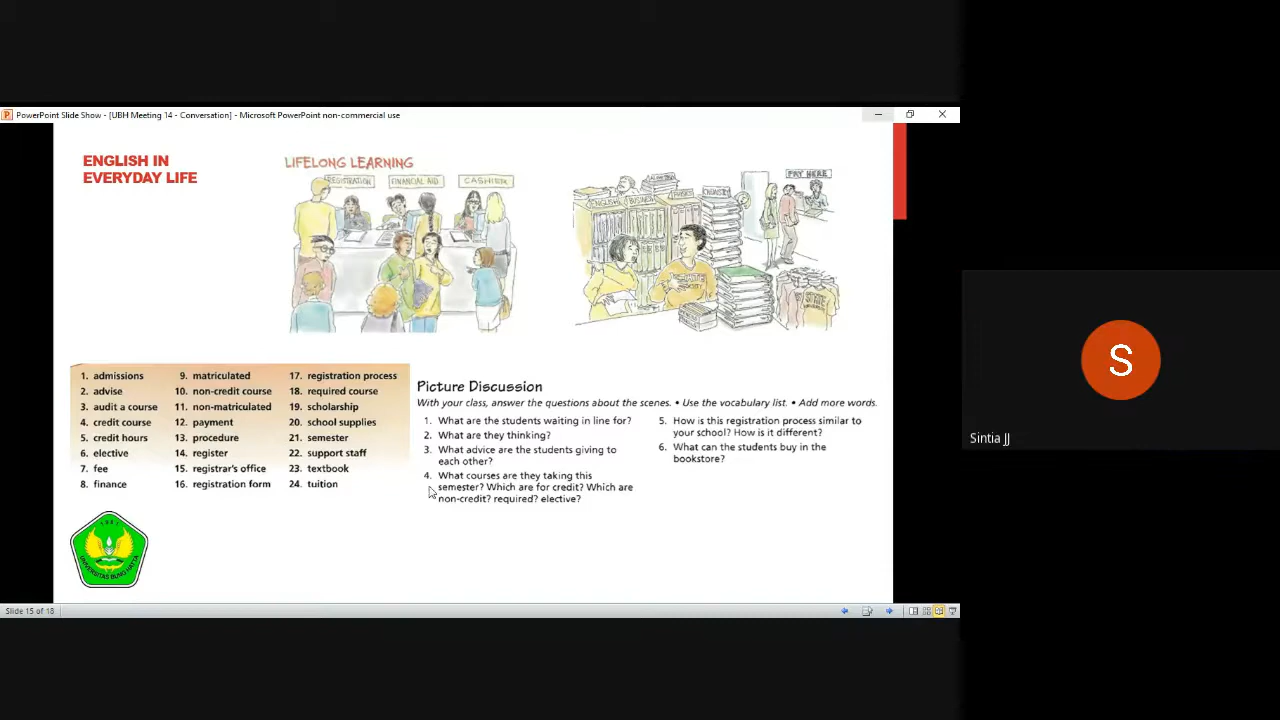 PowerPoint Slide Show - [UBH Meeting 14 - Conversation] - Microsoft PowerPoint non-commercial use
ENGLISH IN
EVERYDAY LIFE
LIFELONG LEARNING
REGISTRATION
FINANCIAL AID
CASHIER
PAY HERE
ENGLISH
BUSINESS
CHEMISTRY
STATE
1. admissions
2. advise
3. audit a course
4. credit course
5. credit hours
6. elective
7. fee
8. finance
9. matriculated
10. non-credit course
11. non-matriculated
12. payment
13. procedure
14. register
15. registrar's office
16. registration form
17. registration process
18. required course
19. scholarship
20. school supplies
21. semester
22. support staff
23. textbook
24. tuition
Picture Discussion
With your class, answer the questions about the scenes. • Use the vocabulary list. • Add more words.
1. What are the students waiting in line for?
2. What are they thinking?
3. What advice are the students giving to
each other?
4. What courses are they taking this
semester? Which are for credit? Which are
non-credit? required? elective?
5. How is this registration process similar to
your school? How is it different?
6. What can the students buy in the
bookstore?
1981
UNIVERSITAS BUNG HATTA
Slide 15 of 18
S
Sintia JJ